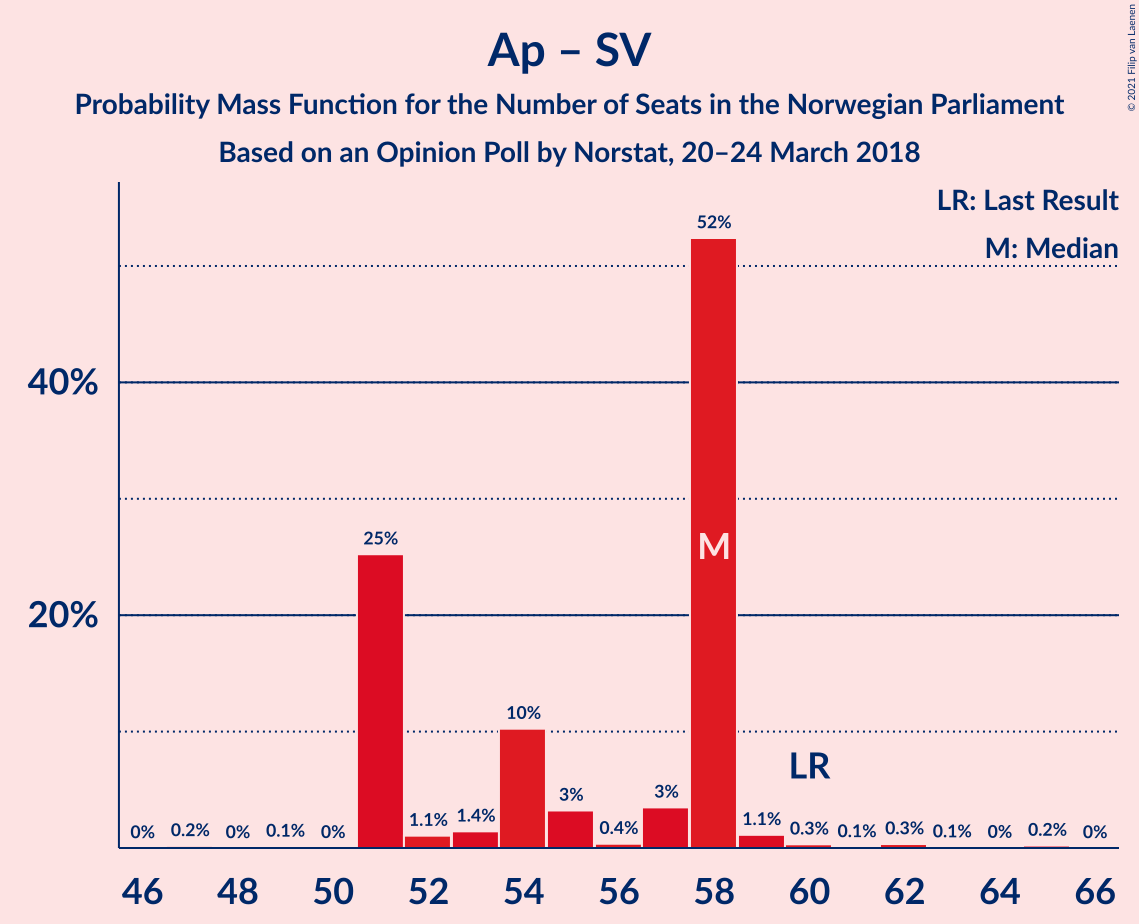 Ap – SV
Probability Mass Function for the Number of Seats in the Norwegian Parliament
Based on an Opinion Poll by Norstat, 20–24 March 2018
© 2021 Filip van Laenen
LR: Last Result
M: Median
40%
20%
0%
0.2%
0%
0.1%
0%
25%
1.1%
1.4%
10%
3%
0.4%
3%
52%
M
1.1%
LR
0.3%
0.1%
0.3%
0.1%
0%
0.2%
0%
46 48 50 52 54 56 58 60 62 64 66